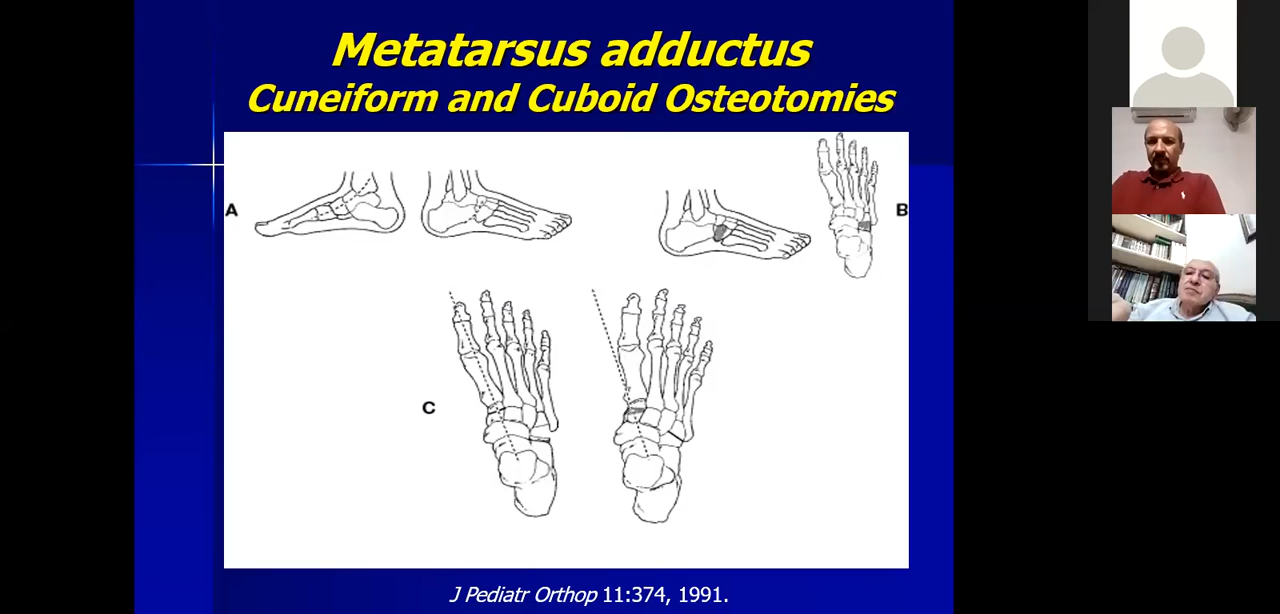 Metatarsus adductus
Cuneiform and Cuboid Osteotomies
A
B
C
J Pediatr Orthop 11:374, 1991.